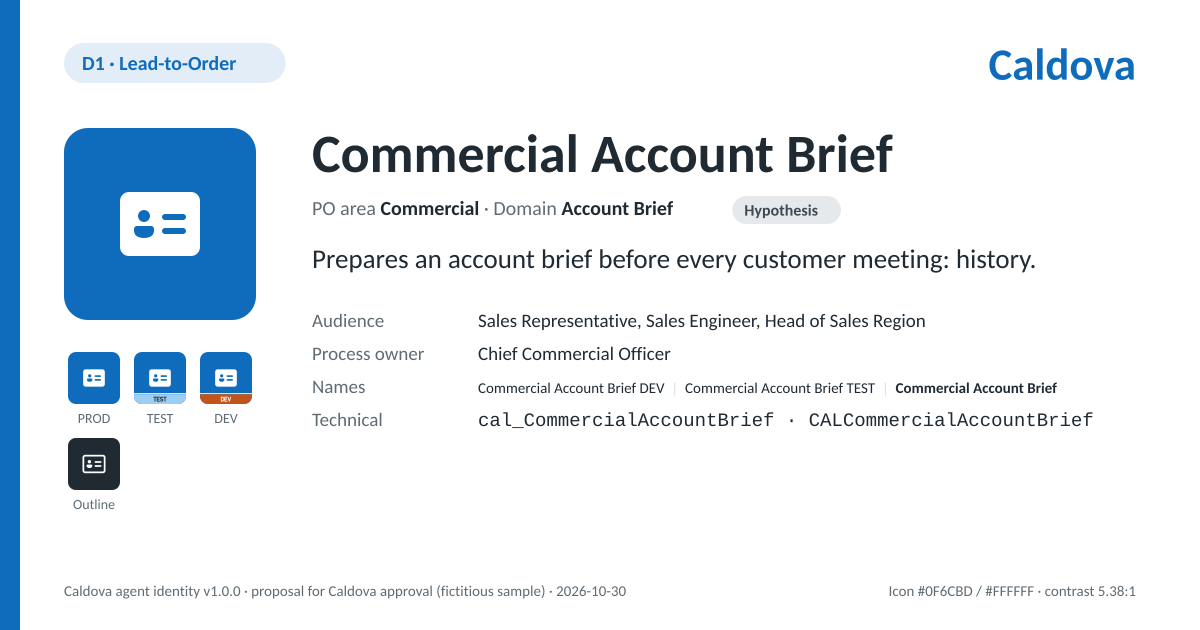 D1 · Lead-to-Order
Caldova
Commercial Account Brief
PO area Commercial · Domain Account Brief
Hypothesis
Prepares an account brief before every customer meeting: history.
Audience
Sales Representative, Sales Engineer, Head of Sales Region
Process owner
Chief Commercial Officer
Names
Commercial Account Brief DEV | Commercial Account Brief TEST | Commercial Account Brief
Technical
cal_CommercialAccountBrief · CALCommercialAccountBrief
TEST
DEV
PROD
TEST
DEV
Outline
Caldova agent identity v1.0.0 · proposal for Caldova approval (fictitious sample) · 2026-10-30
Icon #0F6CBD / #FFFFFF · contrast 5.38:1